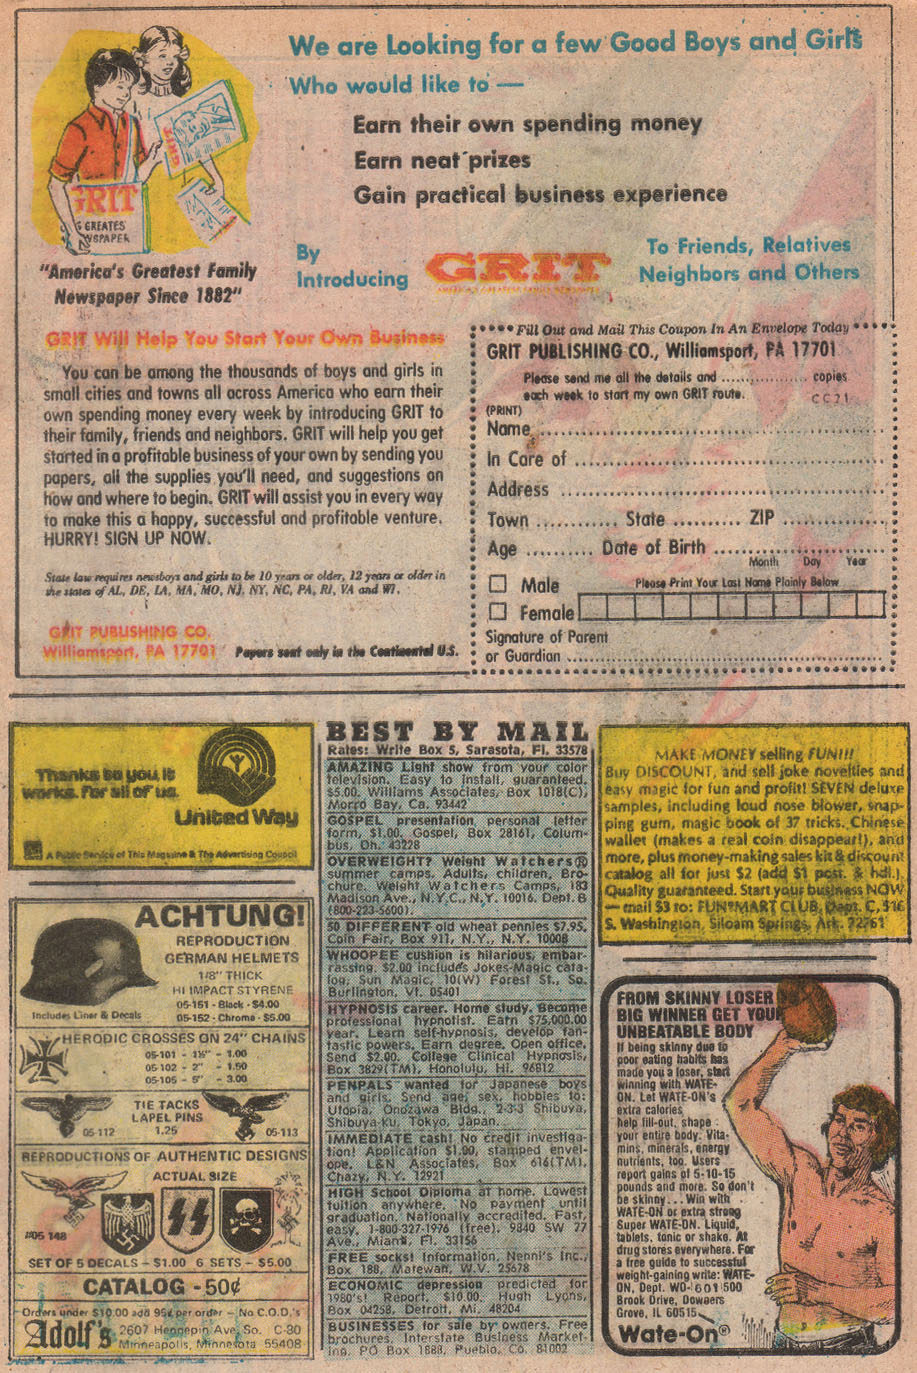 We are Looking for a few Good Boys and Girls
Who would like to —
Earn their own spending money
Earn neat prizes
Gain practical business experience
GRIT
GRIT
GREATES
WSPAPER
By
Introducing
GRIT
To Friends, Relatives
Neighbors and Others
"America's Greatest Family
Newspaper Since 1882"
GRIT Will Help You Start Your Own Business
You can be among the thousands of boys and girls in
small cities and towns all across America who earn their
own spending money every week by introducing GRIT to
their family, friends and neighbors. GRIT will help you get
started in a profitable business of your own by sending you
papers, all the supplies you'll need, and suggestions on
how and where to begin. GRIT will assist you in every way
to make this a happy, successful and profitable venture.
HURRY! SIGN UP NOW.
State law requires newsboys and girls to be 10 years or older, 12 years or older in
the states of AL, DE, LA, MA, MO, NJ, NY, NC, PA, RI, VA and WI.
GRIT PUBLISHING CO.
Williamsport, PA 17701
Papers sent only in the Continental U.S.
Fill Out and Mail This Coupon In An Envelope Today
GRIT PUBLISHING CO., Williamsport, PA 17701
Please send me all the details and .................. copies
each week to start my own GRIT route.
CC21
(PRINT)
Name
In Care of
Address
Town ............ State .......... ZIP
Age .......... Date of Birth
Month Day Year
Male
Please Print Your Last Name Plainly Below
Female
Signature of Parent
or Guardian
Thanks to you, it
works. For all of us.
United Way
A Public Service of This Magazine & The Advertising Council
ACHTUNG!
REPRODUCTION
GERMAN HELMETS
1/8" THICK
HI IMPACT STYRENE
05-151 - Black - $4.00
05-152 - Chrome - $5.00
Includes Liner & Decals
HERODIC CROSSES ON 24" CHAINS
05-101 - 1½" - 1.00
05-102 - 2" - 1.50
05-105 - 5" - 3.00
TIE TACKS
LAPEL PINS
1.25
05-112
05-113
REPRODUCTIONS OF AUTHENTIC DESIGNS
ACTUAL SIZE
#05 148
SET OF 5 DECALS - $1.00 6 SETS - $5.00
CATALOG - 50¢
Orders under $10.00 add 95¢ per order — No C.O.D.'s
Adolf's
2607 Hennepin Ave. So. C-80
Minneapolis, Minnesota 55408
BEST BY MAIL
Rates: Write Box 5, Sarasota, Fl. 33578
AMAZING Light show from your color
television. Easy to install, guaranteed.
$5.00. Williams Associates, Box 1018(C),
Morro Bay, Ca. 93442
GOSPEL presentation, personal letter
form, $1.00. Gospel, Box 28161, Colum-
bus, Oh. 43228
OVERWEIGHT? Weight Watchers®
summer camps. Adults, children, Bro-
chure. Weight Watchers Camps, 183
Madison Ave., N.Y.C., N.Y. 10016. Dept. B
(800-223-5600).
50 DIFFERENT old wheat pennies $7.95,
Coin Fair, Box 911, N.Y., N.Y. 10008
WHOOPEE cushion is hilarious, embar-
rassing. $2.00 includes Jokes-Magic cata-
log. Sun Magic, 10(W) Forest St., So.
Burlington, Vt. 05401
HYPNOSIS career. Home study. Become
professional hypnotist. Earn $75,000.00
year. Learn self-hypnosis, develop fan-
tastic powers. Earn degree. Open office.
Send $2.00. College Clinical Hypnosis,
Box 3829(TM), Honolulu, Hi. 96812
PENPALS wanted for Japanese boys
and girls. Send age, sex, hobbies to:
Utopia, Onozawa Bldg., 2-3-3 Shibuya,
Shibuya-ku, Tokyo, Japan.
IMMEDIATE cash! No credit investiga-
tion! Application $1.00, stamped envel-
ope. L&N Associates, Box 616(TM),
Chazy, N.Y. 12921
HIGH School Diploma at home. Lowest
tuition anywhere. No payment until
graduation. Nationally accredited. Fast,
easy, 1-800-327-1976 (free). 9840 SW 77
Ave., Miami, Fl. 33156
FREE socks! Information. Nenni's Inc.,
Box 188, Matewan, W.V. 25678
ECONOMIC depression predicted for
1980's. Report, $10.00. Hugh Lyons,
Box 04258, Detroit, Mi. 48204
BUSINESSES for sale by owners. Free
brochures. Interstate Business Market-
ing, PO Box 1888, Pueblo, Co. 81002
MAKE MONEY selling FUN!!!
Buy DISCOUNT, and sell joke novelties and
easy magic for fun and profit! SEVEN deluxe
samples, including loud nose blower, snap-
ping gum, magic book of 37 tricks, Chinese
wallet (makes a real coin disappear!), and
more, plus money-making sales kit & discount
catalog all for just $2 (add $1 post. & hdl.).
Quality guaranteed. Start your business NOW
— mail $3 to: FUN*MART CLUB, Dept. C, 516
S. Washington, Siloam Springs, Ark. 72761
FROM SKINNY LOSER
BIG WINNER GET YOUR
UNBEATABLE BODY
If being skinny due to
poor eating habits has
made you a loser, start
winning with WATE-
ON. Let WATE-ON's
extra calories
help fill-out, shape
your entire body. Vita-
mins, minerals, energy
nutrients, too. Users
report gains of 5-10-15
pounds and more. So don't
be skinny . . . Win with
WATE-ON or extra strong
Super WATE-ON. Liquid,
tablets, tonic or shake. At
drug stores everywhere. For
a free guide to successful
weight-gaining write: WATE-
ON, Dept. WO-601 500
Brook Drive, Downers
Grove, IL 60515.
Wate-On®